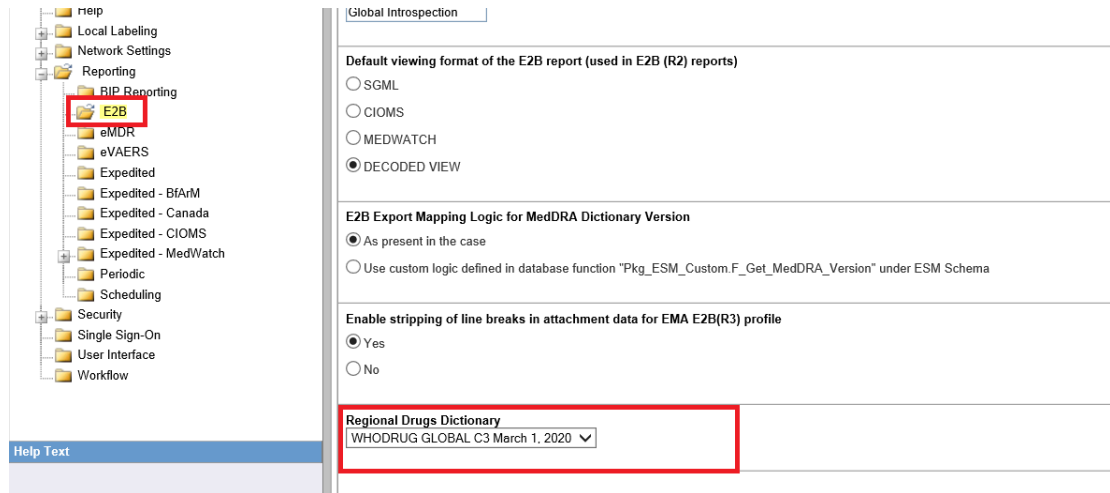 Help
Local Labeling
Network Settings
Reporting
BIP Reporting
E2B
eMDR
eVAERS
Expedited
Expedited - BfArM
Expedited - Canada
Expedited - CIOMS
Expedited - MedWatch
Periodic
Scheduling
Security
Single Sign-On
User Interface
Workflow
Help Text
Global Introspection
Default viewing format of the E2B report (used in E2B (R2) reports)
SGML
CIOMS
MEDWATCH
DECODED VIEW
E2B Export Mapping Logic for MedDRA Dictionary Version
As present in the case
Use custom logic defined in database function "Pkg_ESM_Custom.F_Get_MedDRA_Version" under ESM Schema
Enable stripping of line breaks in attachment data for EMA E2B(R3) profile
Yes
No
Regional Drugs Dictionary
WHODRUG GLOBAL C3 March 1, 2020